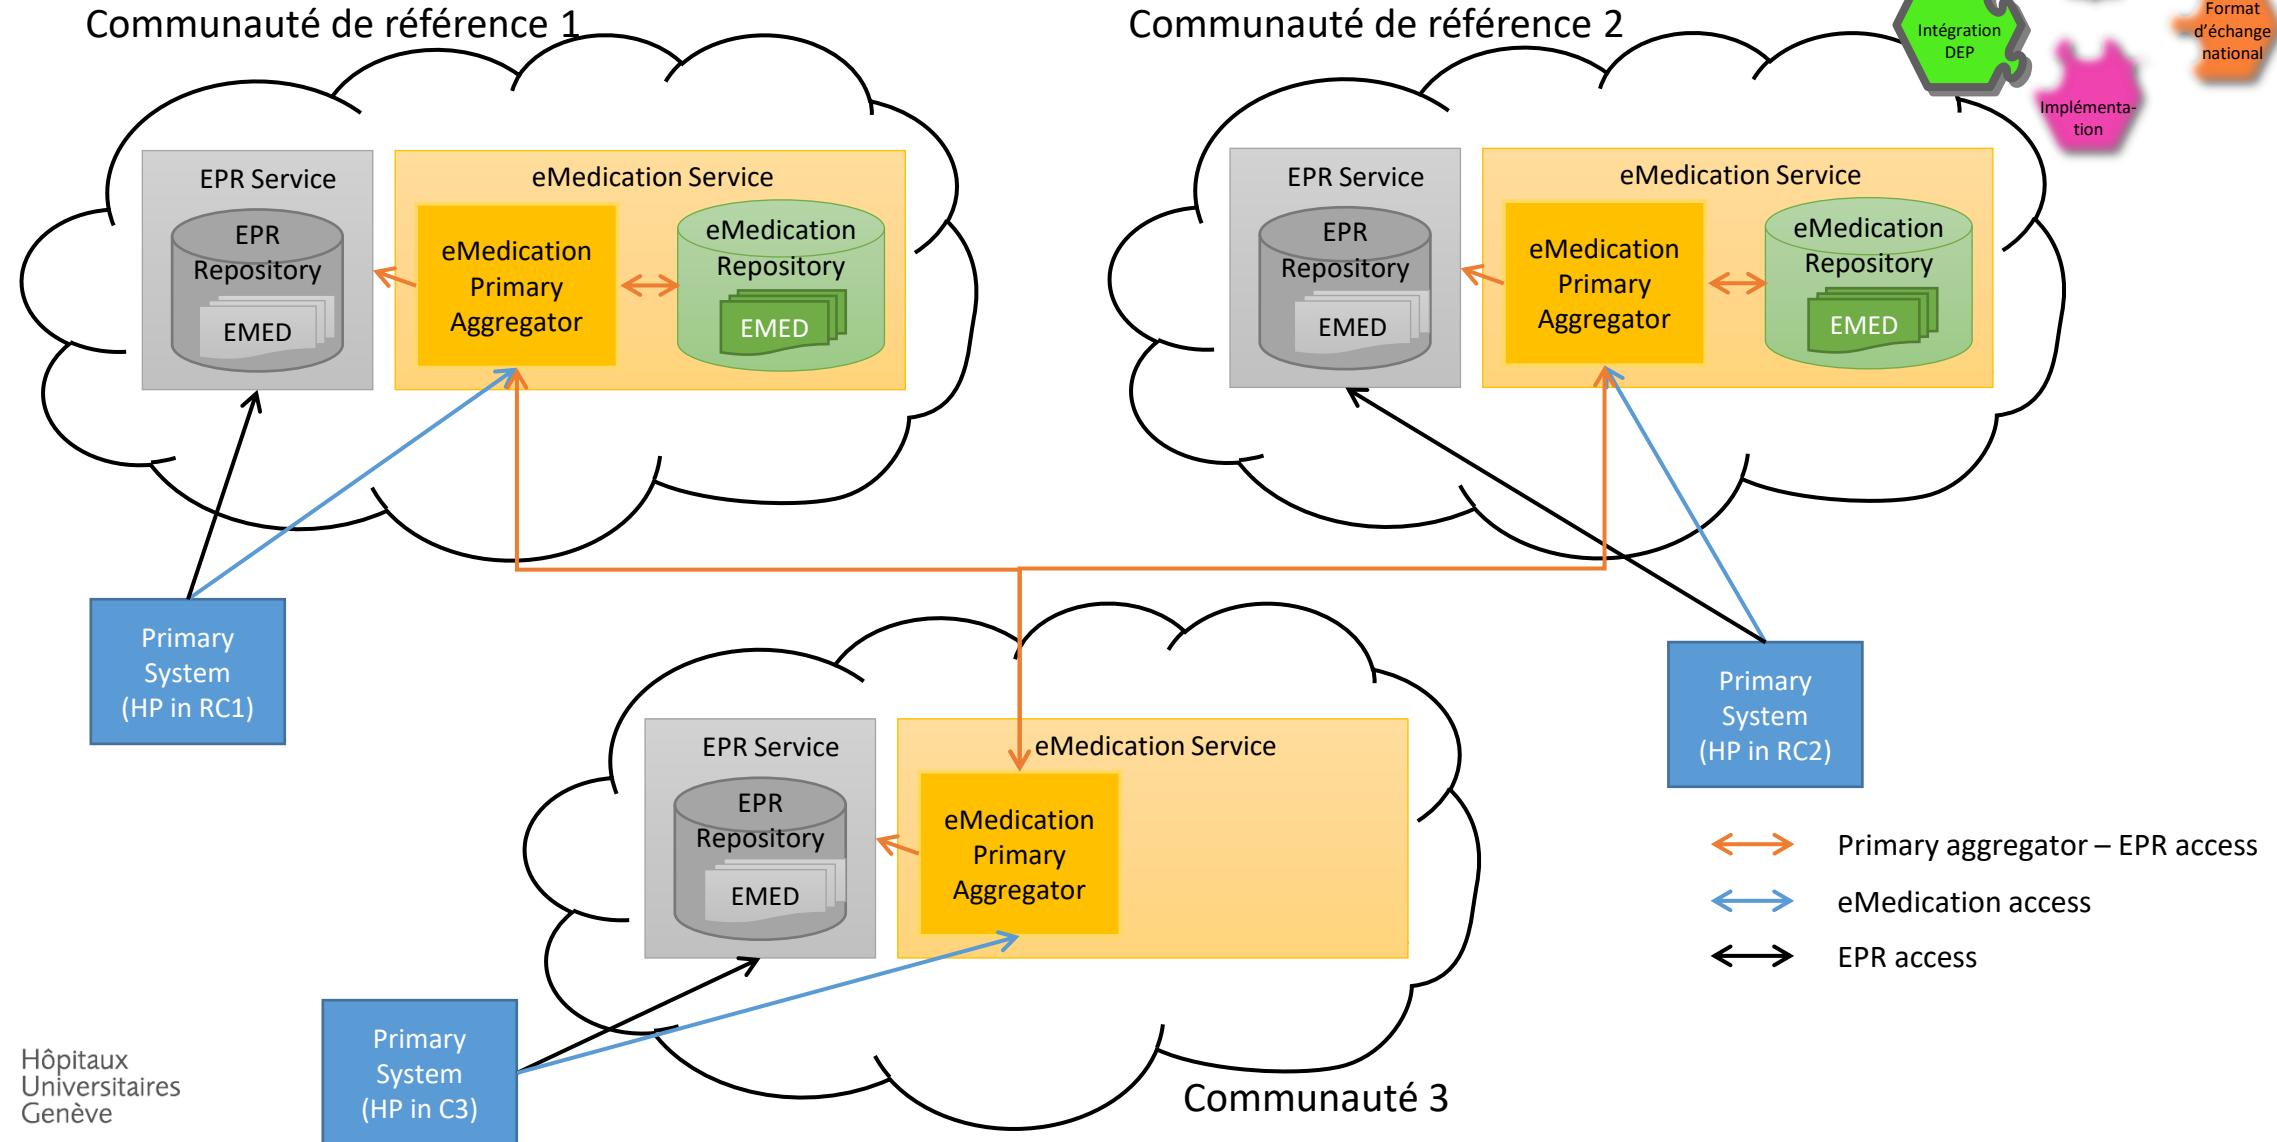 Communauté de référence 1
Communauté de référence 2
Format
d'échange
national
Intégration
DEP
Implémenta-
tion
EPR Service
EPR
Repository
EMED
eMedication Service
eMedication
Primary
Aggregator
eMedication
Repository
EMED
EPR Service
EPR
Repository
EMED
eMedication Service
eMedication
Primary
Aggregator
eMedication
Repository
EMED
Primary
System
(HP in RC1)
Primary
System
(HP in RC2)
EPR Service
EPR
Repository
EMED
eMedication Service
eMedication
Primary
Aggregator
Primary aggregator – EPR access
eMedication access
EPR access
Primary
System
(HP in C3)
Communauté 3
Hôpitaux
Universitaires
Genève